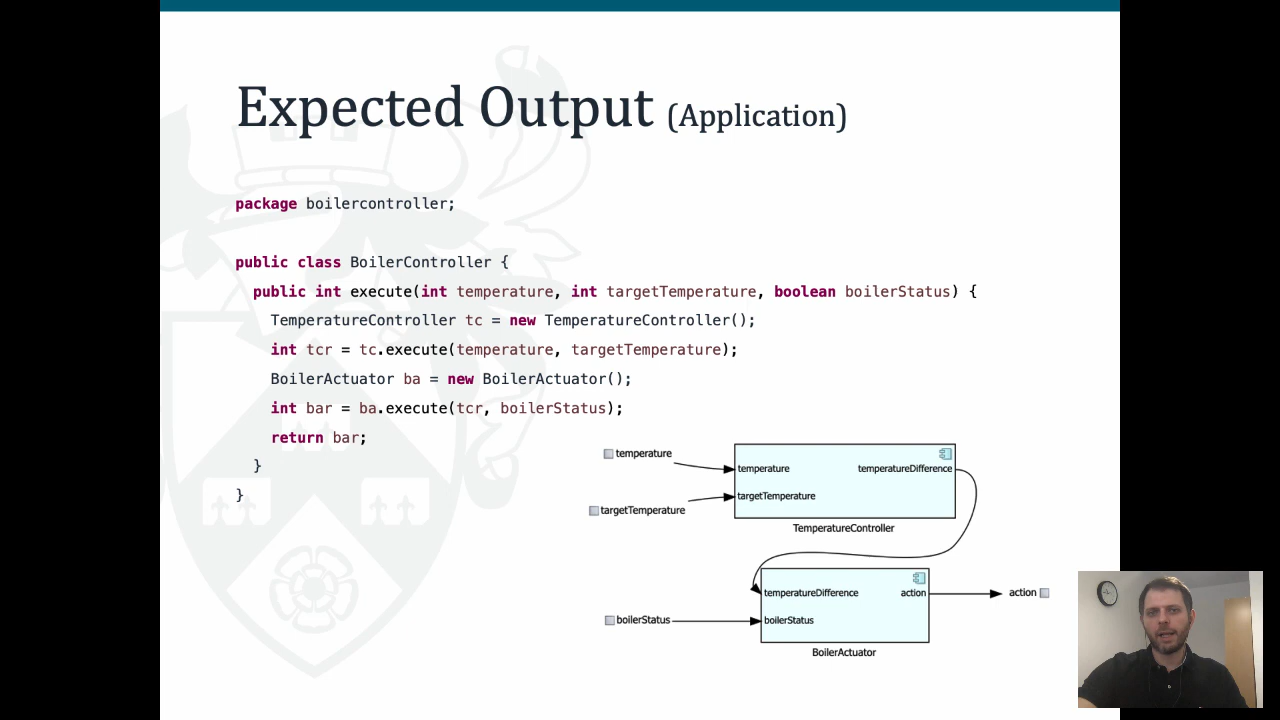 Expected Output (Application)
package boilercontroller;
public class BoilerController {
public int execute(int temperature, int targetTemperature, boolean boilerStatus) {
TemperatureController tc = new TemperatureController();
int tcr = tc.execute(temperature, targetTemperature);
BoilerActuator ba = new BoilerActuator();
int bar = ba.execute(tcr, boilerStatus);
return bar;
}
}
temperature
temperature
temperatureDifference
targetTemperature
targetTemperature
TemperatureController
temperatureDifference
action
action
boilerStatus
boilerStatus
BoilerActuator